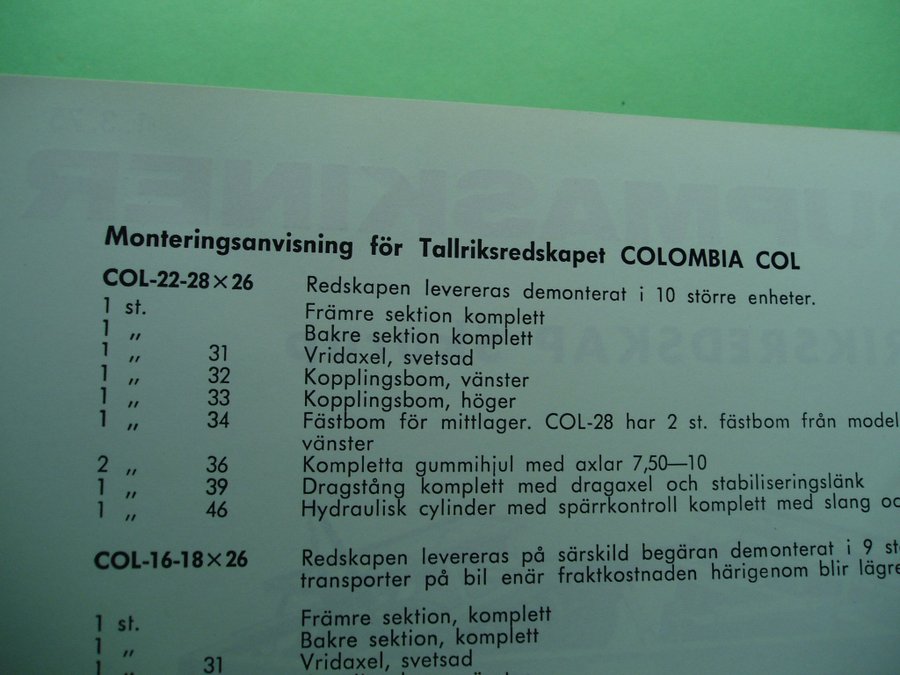 Monteringsanvisning för Tallriksredskapet COLOMBIA COL
COL-22-28×26 Redskapen levereras demonterat i 10 större enheter.
1 st. Främre sektion komplett
1 „ Bakre sektion komplett
1 „ 31 Vridaxel, svetsad
1 „ 32 Kopplingsbom, vänster
1 „ 33 Kopplingsbom, höger
1 „ 34 Fästbom för mittlager. COL-28 har 2 st. fästbom från model
vänster
2 „ 36 Kompletta gummihjul med axlar 7,50—10
1 „ 39 Dragstång komplett med dragaxel och stabiliseringslänk
1 „ 46 Hydraulisk cylinder med spärrkontroll komplett med slang oc
COL-16-18×26 Redskapen levereras på särskild begäran demonterat i 9 st
transporter på bil enär fraktkostnaden härigenom blir lägre
1 st. Främre sektion, komplett
1 „ Bakre sektion, komplett
1 „ 31 Vridaxel, svetsad